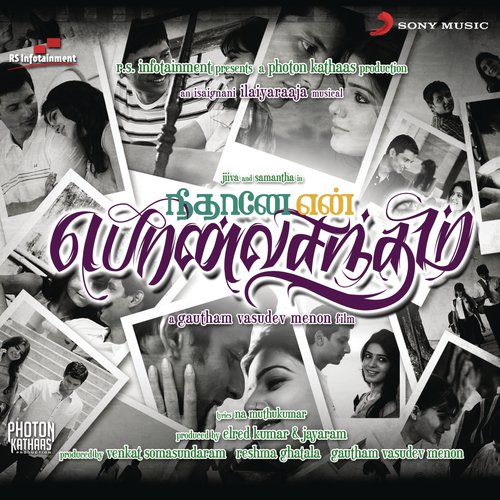 SONY MUSIC
RS Infotainment
R.s. infotainment presents a photon kathaas production
an isaignani ilaiyaraaja musical
jiiva and samantha in
நீதானே என்
பொன்வசந்தம்
a gautham vasudev menon film
lyrics na muthukumar
produced by elred kumar & jayaram
produced by venkat somasundaram reshma ghatala gautham vasudev menon
PHOTON
KATHAAS
PRODUCTION